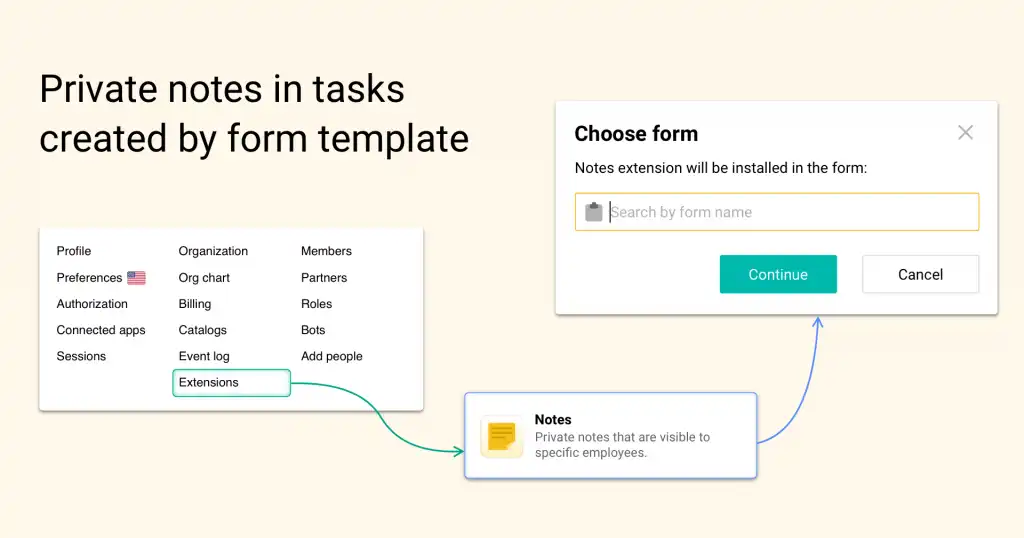 Private notes in tasks
created by form template
Profile
Preferences
Authorization
Connected apps
Sessions
Organization
Org chart
Billing
Catalogs
Event log
Extensions
Members
Partners
Roles
Bots
Add people
Notes
Private notes that are visible to
specific employees.
Choose form
Notes extension will be installed in the form:
Search by form name
Continue
Cancel